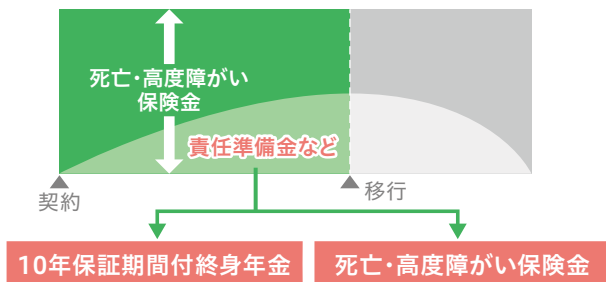 死亡・高度障がい
保険金
責任準備金など
契約
移行
10年保証期間付終身年金
死亡・高度障がい保険金